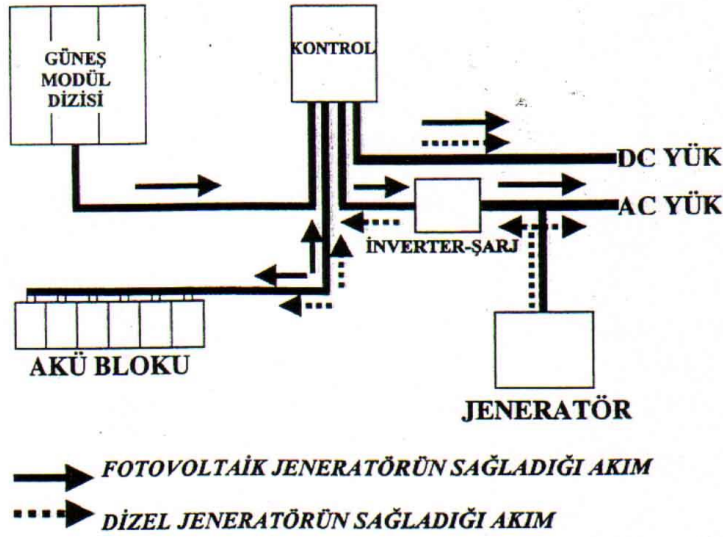 GÜNEŞ
MODÜL
DİZİSİ
KONTROL
DC YÜK
AC YÜK
İNVERTER-ŞARJ
AKÜ BLOKU
JENERATÖR
FOTOVOLTAİK JENERATÖRÜN SAĞLADIĞI AKIM
DİZEL JENERATÖRÜN SAĞLADIĞI AKIM